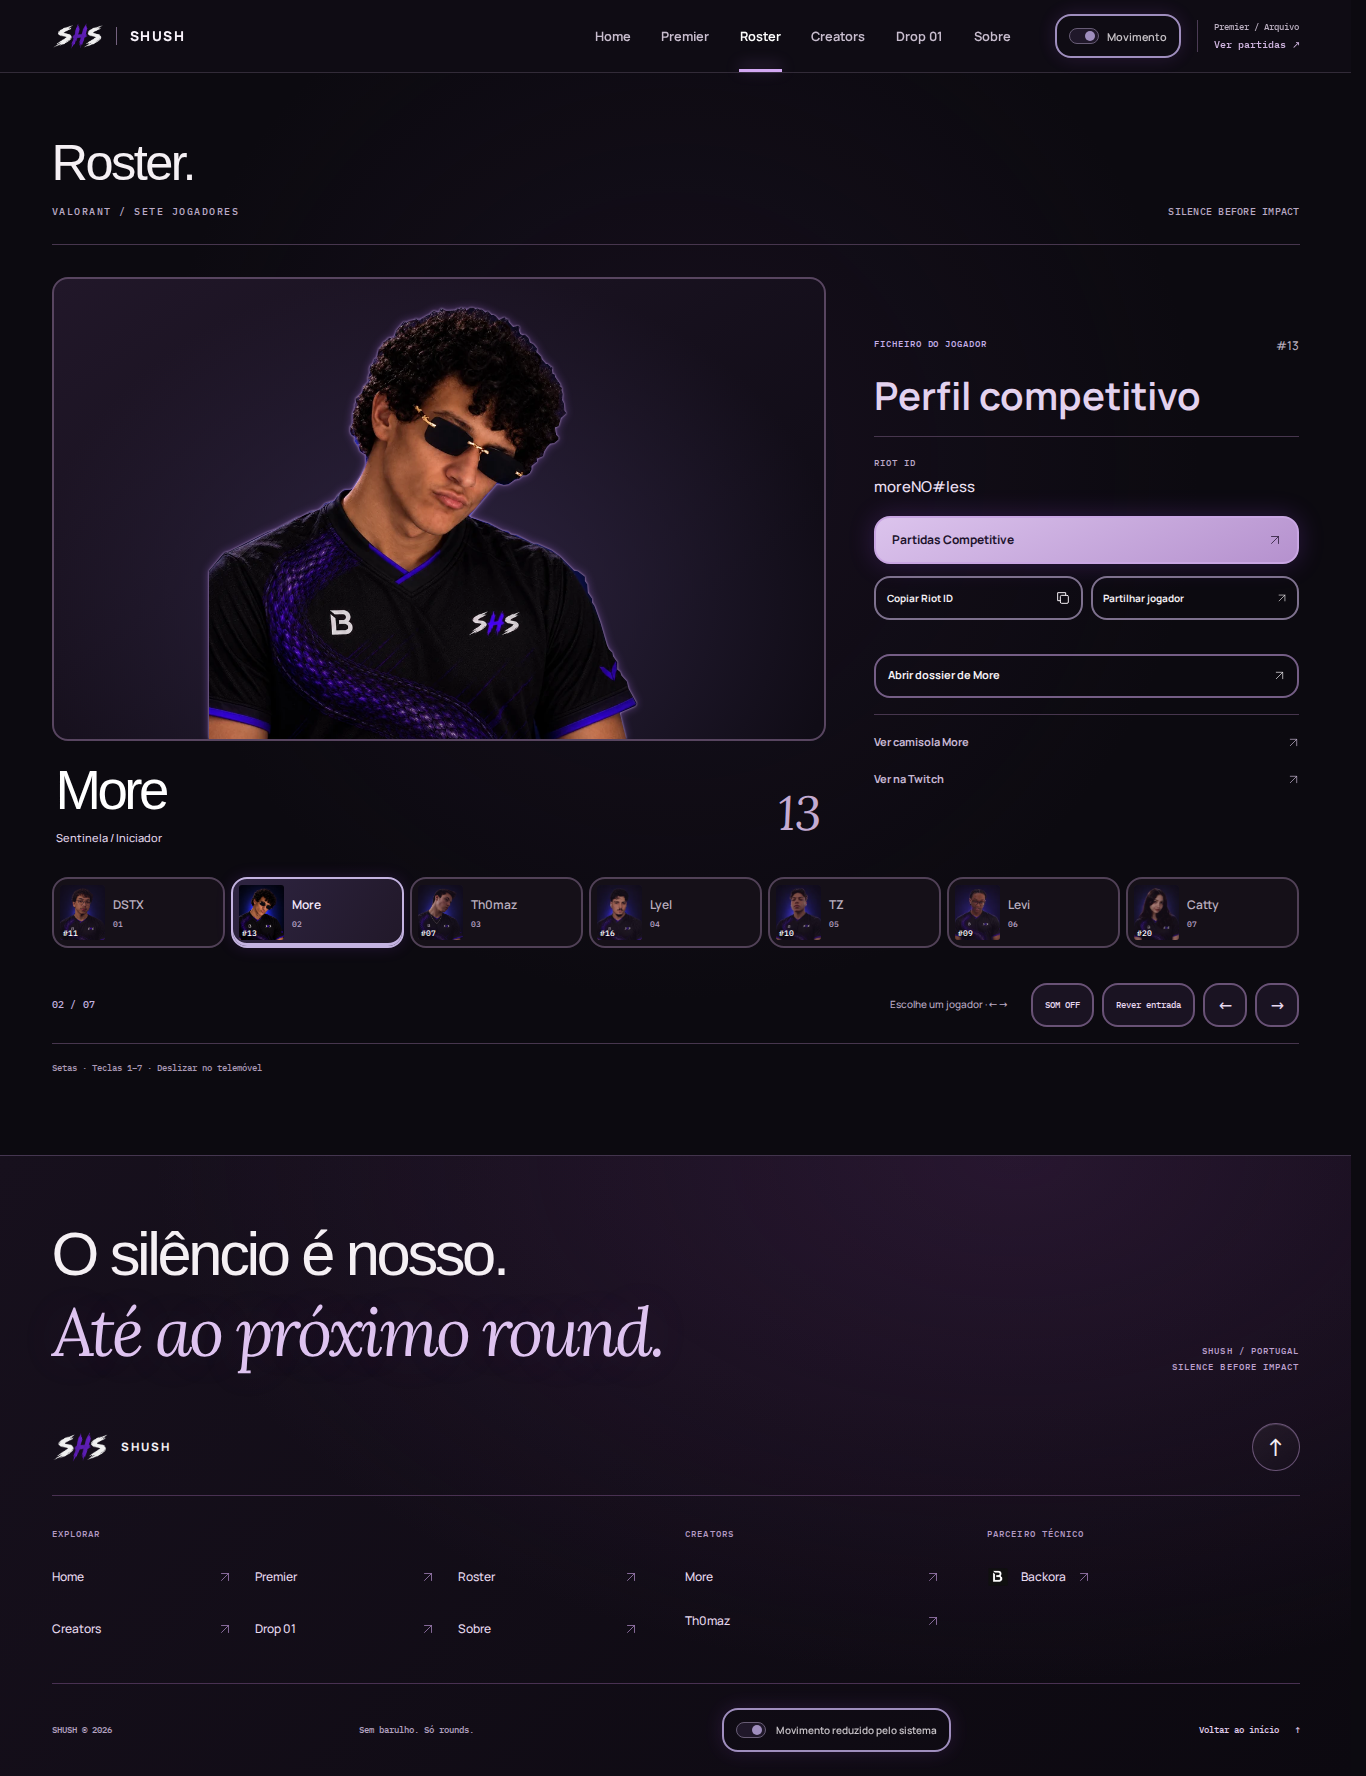 SHS SHUSH
Home Premier Roster Creators Drop 01 Sobre
Movimento
Premier / Arquivo
Ver partidas ↗
Roster.
VALORANT / SETE JOGADORES
SILENCE BEFORE IMPACT
B SHS
FICHEIRO DO JOGADOR
#13
Perfil competitivo
RIOT ID
moreNO#less
Partidas Competitive
Copiar Riot ID
Partilhar jogador
Abrir dossier de More
Ver camisola More
Ver na Twitch
More
Sentinela / Iniciador
13
#11 DSTX 01
#13 More 02
#07 Th0maz 03
#16 Lyel 04
#10 TZ 05
#09 Levi 06
#20 Catty 07
02 / 07
Escolhe um jogador · ← →
SOM OFF
Rever entrada
← →
Setas · Teclas 1–7 · Deslizar no telemóvel
O silêncio é nosso.
Até ao próximo round.
SHUSH / PORTUGAL
SILENCE BEFORE IMPACT
SHS SHUSH
↑
EXPLORAR
Home
Premier
Roster
Creators
Drop 01
Sobre
CREATORS
More
Th0maz
PARCEIRO TÉCNICO
B Backora
SHUSH © 2026
Sem barulho. Só rounds.
Movimento reduzido pelo sistema
Voltar ao início ↑